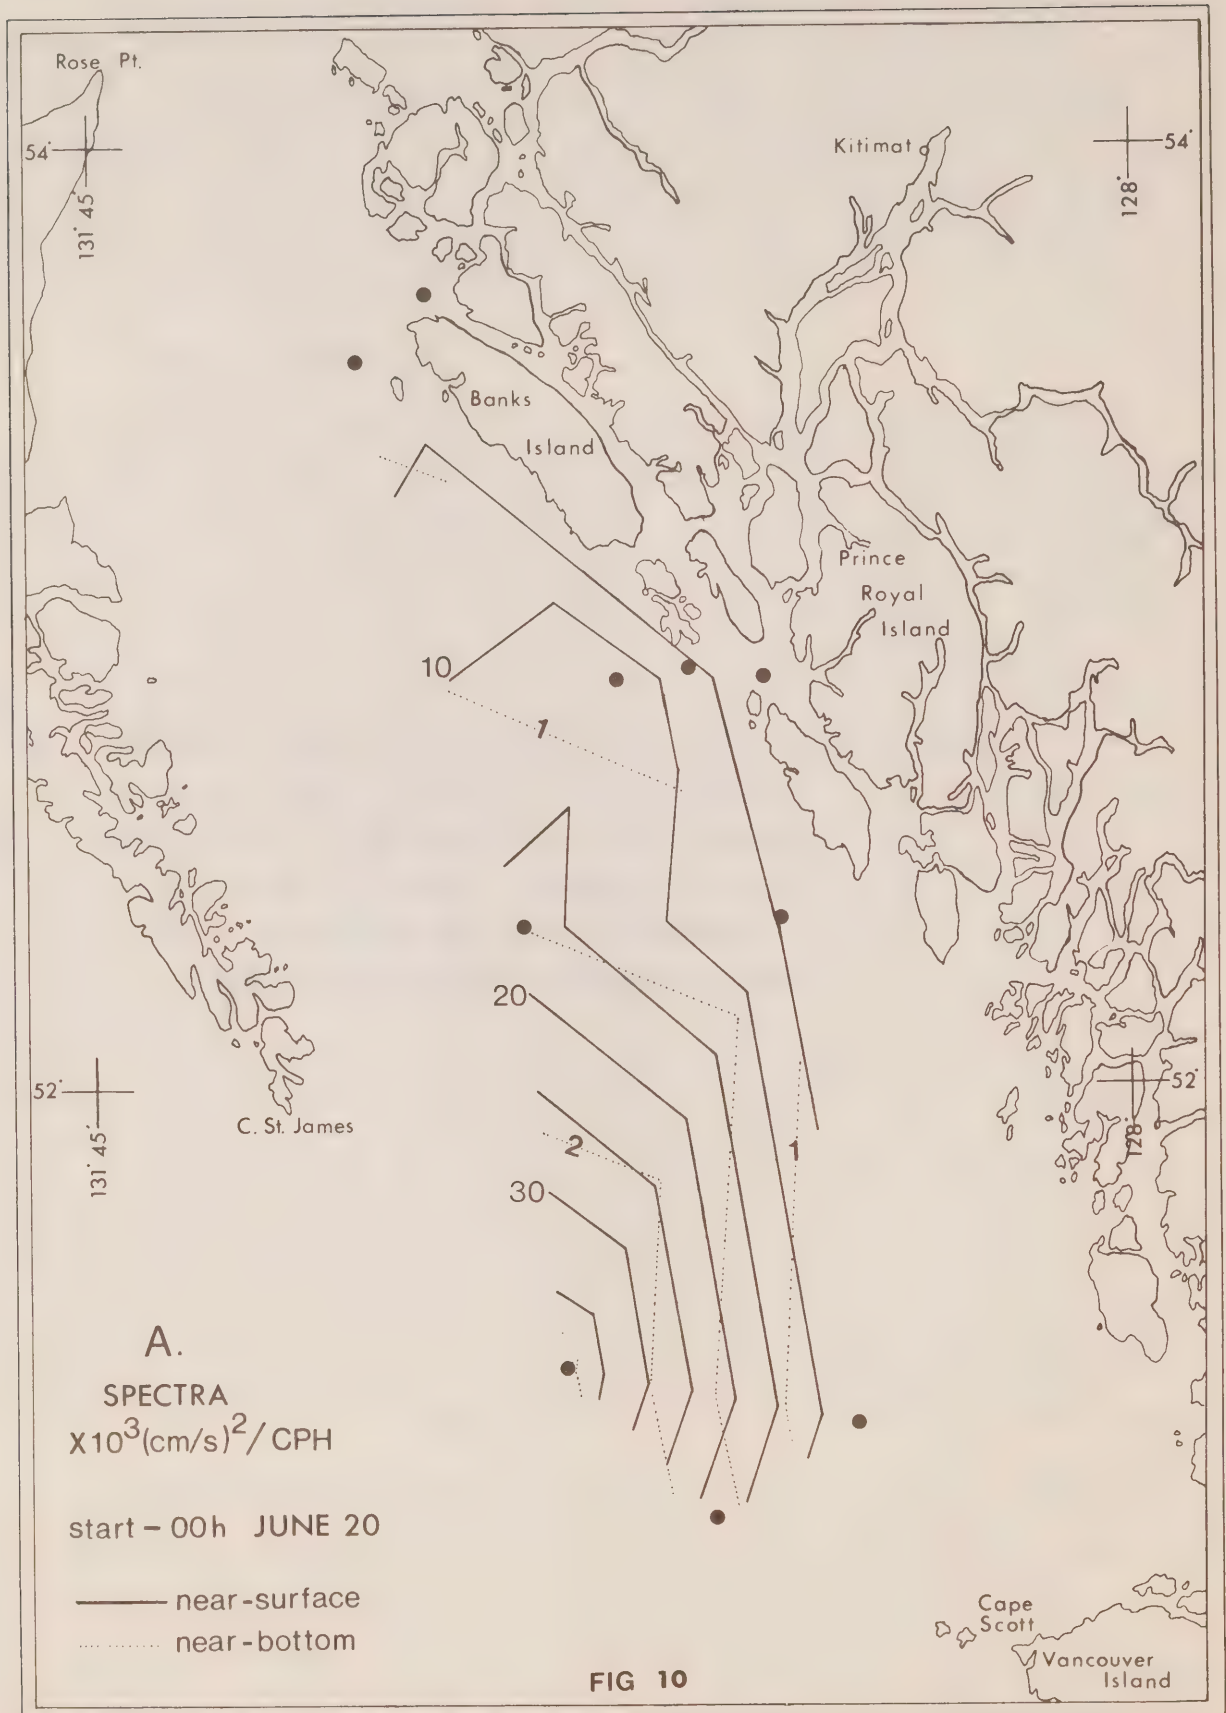 Rose Pt.
54°
131° 45'
Kitimat
54°
128°
Banks
Island
Prince
Royal
Island
10
1
20
52°
131° 45'
C. St. James
2
30
1
52°
128°
A.
SPECTRA
X10³(cm/s)²/CPH
start – 00h JUNE 20
near-surface
near-bottom
Cape
Scott
Vancouver
Island
FIG 10